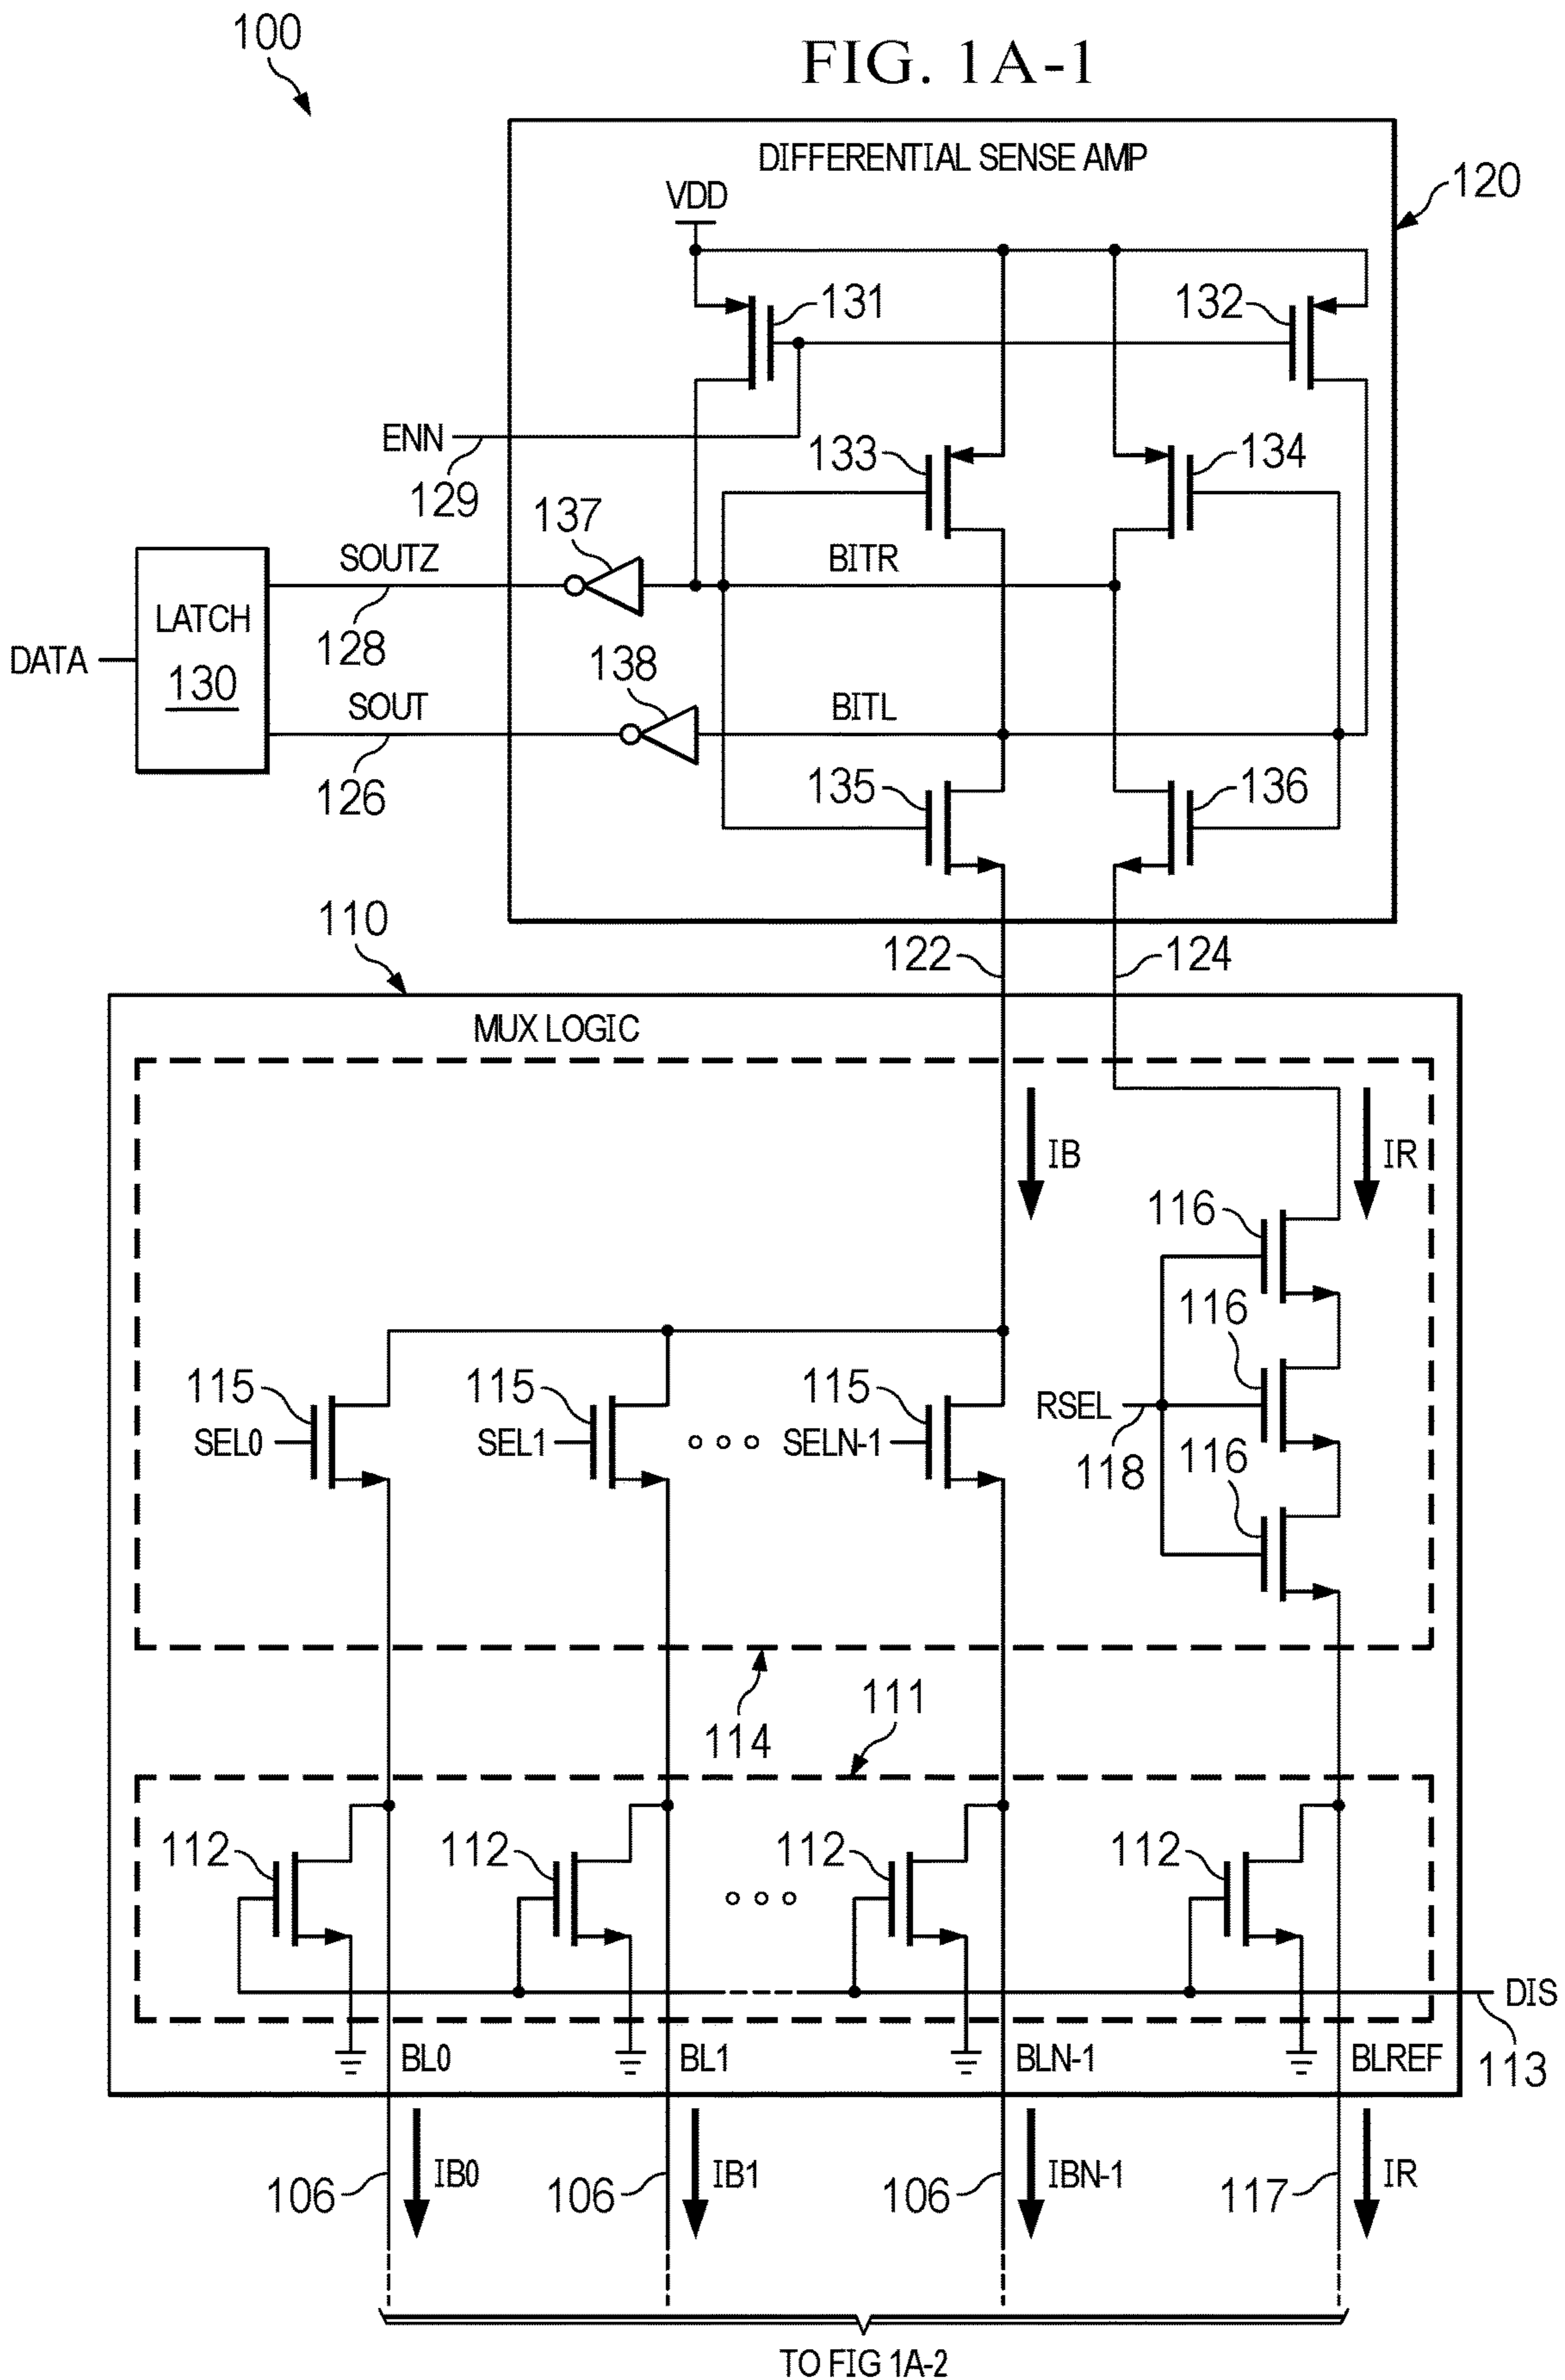 FIG. 1A-1
100
DIFFERENTIAL SENSE AMP
120
VDD
131
132
ENN
129
133
134
137
SOUTZ
BITR
128
LATCH
130
DATA
138
SOUT
BITL
126
135
136
110
122
124
MUX LOGIC
IB
IR
116
116
115
115
115
RSEL
SEL0
SEL1
SELN-1
118
116
114
111
112
112
112
112
DIS
113
BL0
BL1
BLN-1
BLREF
106
IB0
106
IB1
106
IBN-1
117
IR
TO FIG 1A-2